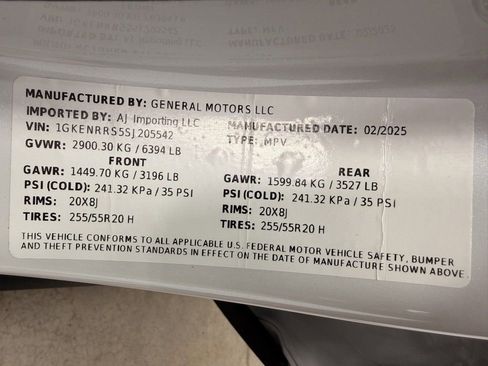 MANUFACTURED BY: GENERAL MOTORS LLC
IMPORTED BY: AJ Importing LLC
MANUFACTURED DATE: 02/2025
VIN: 1GKENRRS5SJ205542
TYPE: MPV
GVWR: 2900.30 KG / 6394 LB
FRONT
GAWR: 1449.70 KG / 3196 LB
PSI (COLD): 241.32 KPa / 35 PSI
RIMS: 20X8J
TIRES: 255/55R20 H
REAR
GAWR: 1599.84 KG / 3527 LB
PSI (COLD): 241.32 KPa / 35 PSI
RIMS: 20X8J
TIRES: 255/55R20 H
THIS VEHICLE CONFORMS TO ALL APPLICABLE U.S. FEDERAL MOTOR VEHICLE SAFETY, BUMPER
AND THEFT PREVENTION STANDARDS IN EFFECT ON THE DATE OF MANUFACTURE SHOWN ABOVE.